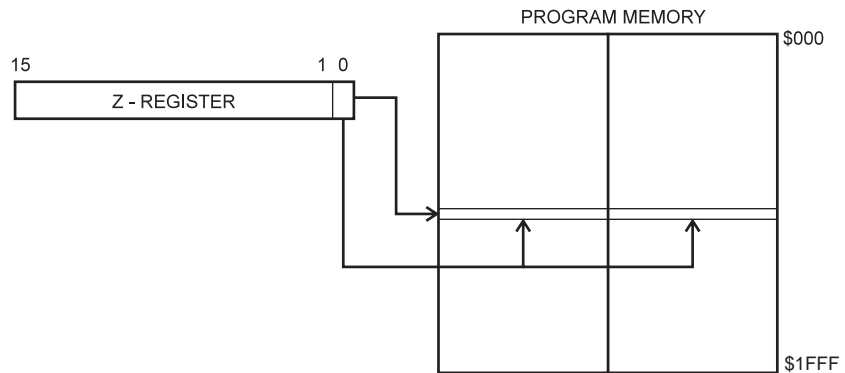 PROGRAM MEMORY
$000
15 1 0
Z - REGISTER
$1FFF